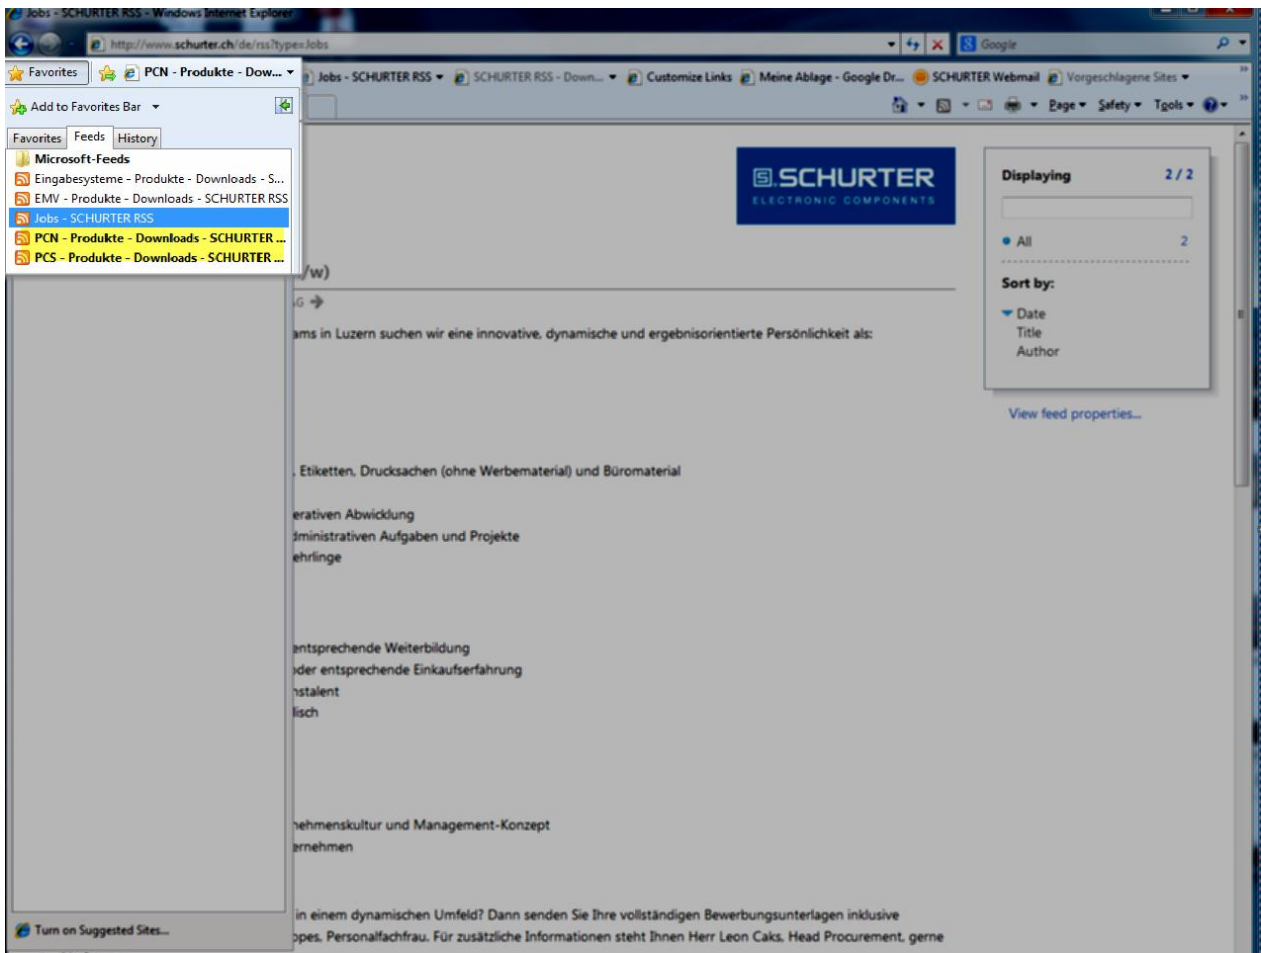 Jobs - SCHURTER RSS - Windows Internet Explorer
http://www.schurter.ch/de/rss?type=Jobs
Google
Favorites
PCN - Produkte - Dow...
Jobs - SCHURTER RSS
SCHURTER RSS - Down...
Customize Links
Meine Ablage - Google Dr...
SCHURTER Webmail
Vorgeschlagene Sites
Add to Favorites Bar
Page
Safety
Tools
Favorites
Feeds
History
Microsoft-Feeds
Eingabesysteme - Produkte - Downloads - S...
EMV - Produkte - Downloads - SCHURTER RSS
Jobs - SCHURTER RSS
PCN - Produkte - Downloads - SCHURTER ...
PCS - Produkte - Downloads - SCHURTER ...
Turn on Suggested Sites...
SCHURTER
ELECTRONIC COMPONENTS
/w)
AG
ams in Luzern suchen wir eine innovative, dynamische und ergebnisorientierte Persönlichkeit als:
, Etiketten, Drucksachen (ohne Werbematerial) und Büromaterial
erativen Abwicklung
dministrativen Aufgaben und Projekte
ehrlinge
entsprechende Weiterbildung
oder entsprechende Einkaufserfahrung
nstalent
lisch
nehmenskultur und Management-Konzept
ernehmen
in einem dynamischen Umfeld? Dann senden Sie Ihre vollständigen Bewerbungsunterlagen inklusive
opes, Personalfachfrau. Für zusätzliche Informationen steht Ihnen Herr Leon Caks, Head Procurement, gerne
Displaying 2 / 2
All 2
Sort by:
Date
Title
Author
View feed properties...